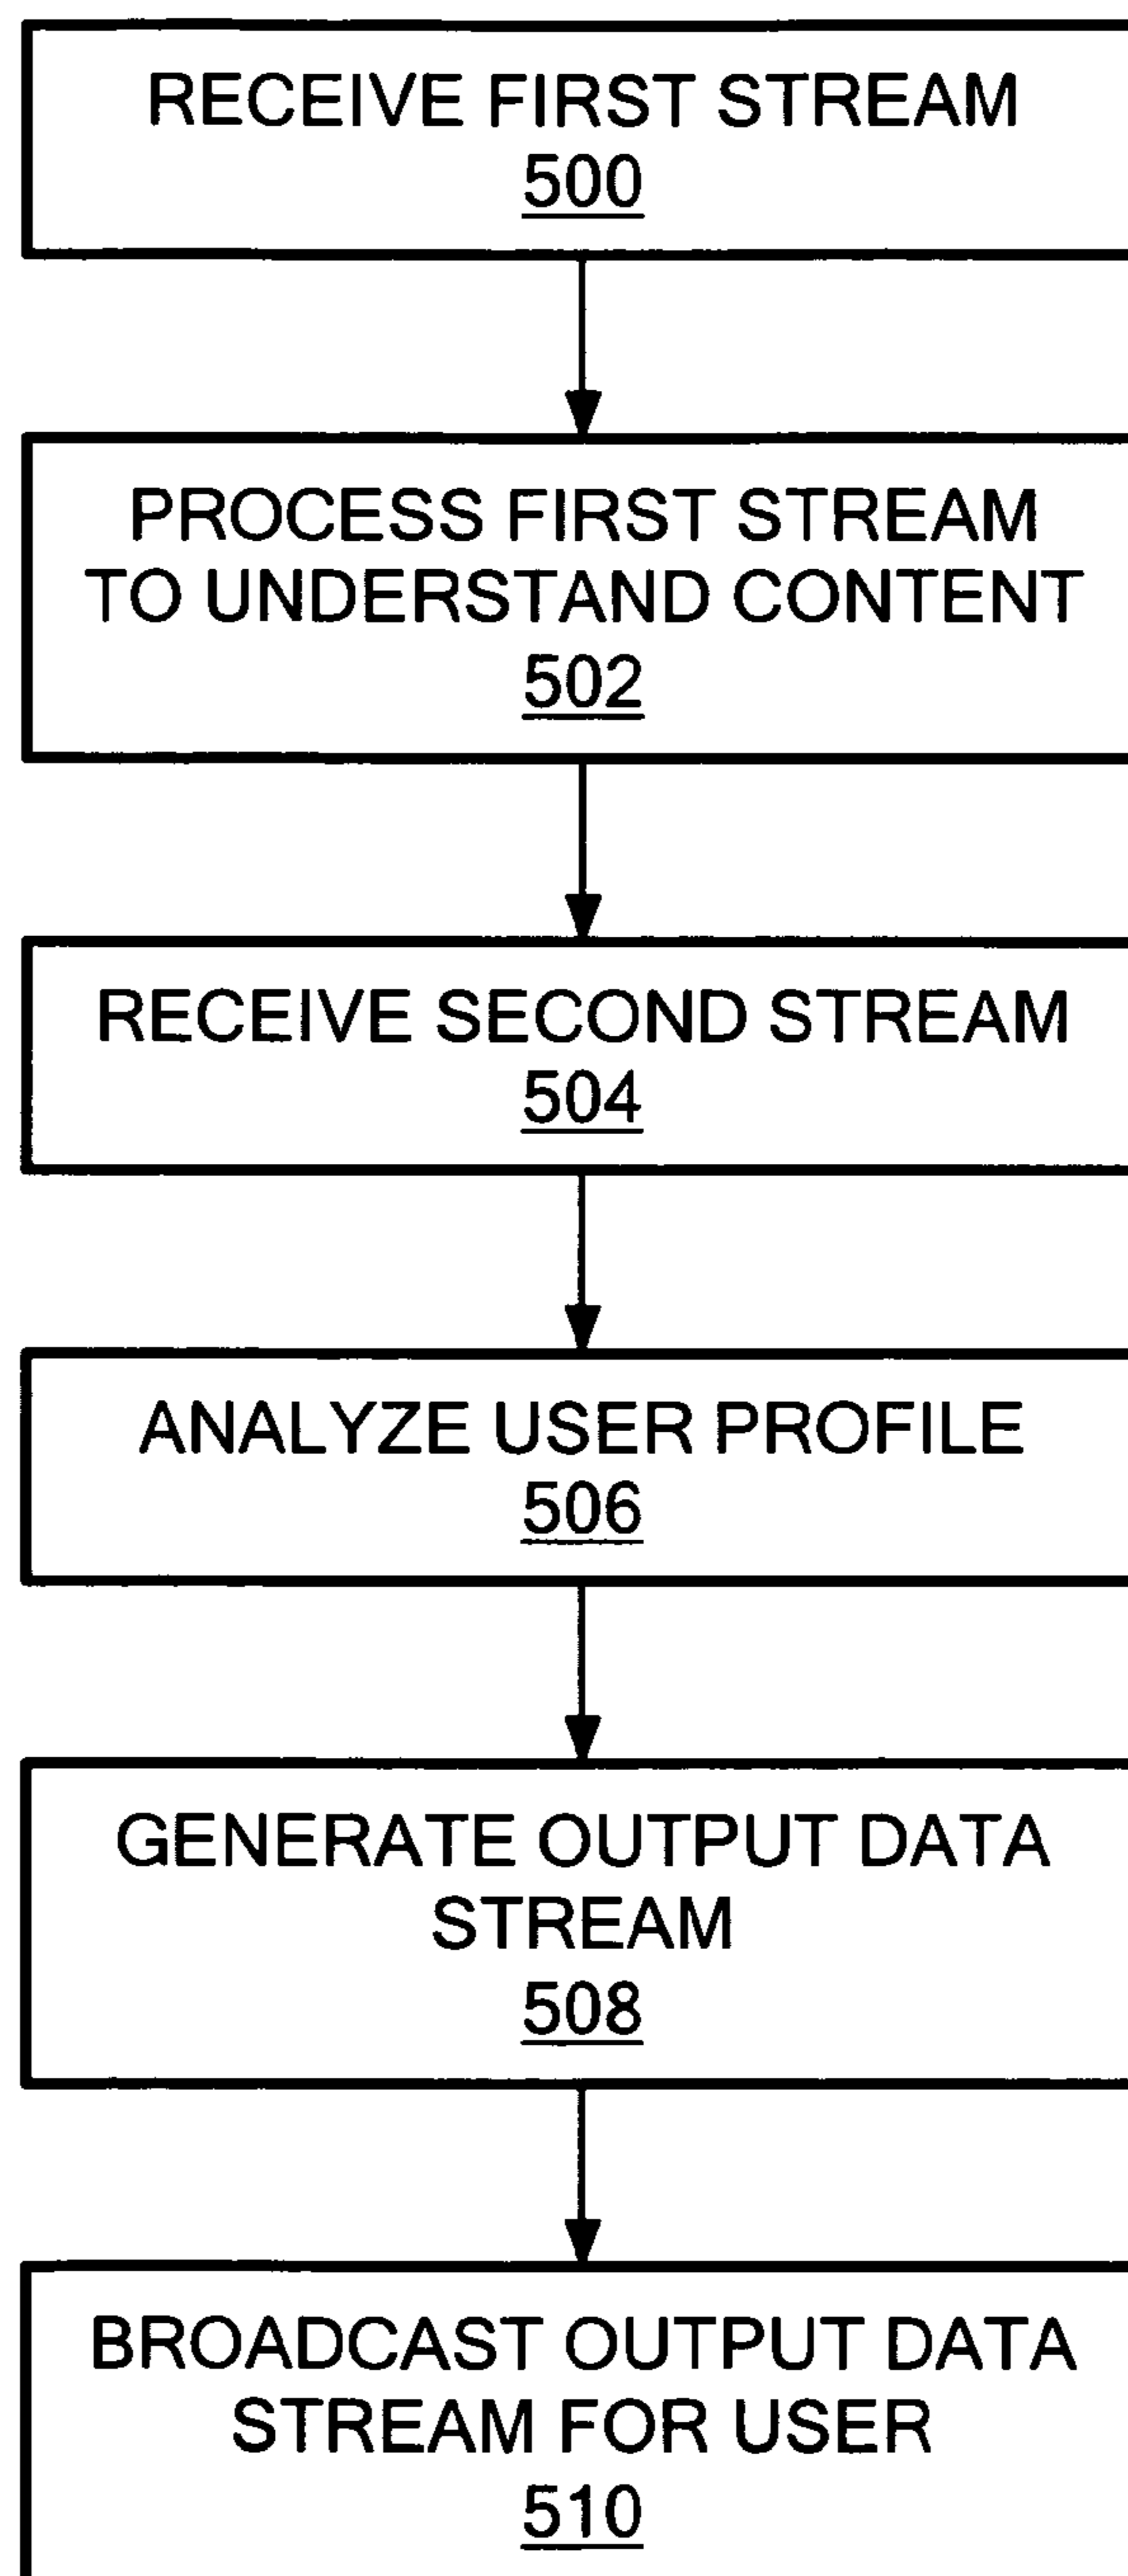 RECEIVE FIRST STREAM
500
PROCESS FIRST STREAM
TO UNDERSTAND CONTENT
502
RECEIVE SECOND STREAM
504
ANALYZE USER PROFILE
506
GENERATE OUTPUT DATA
STREAM
508
BROADCAST OUTPUT DATA
STREAM FOR USER
510